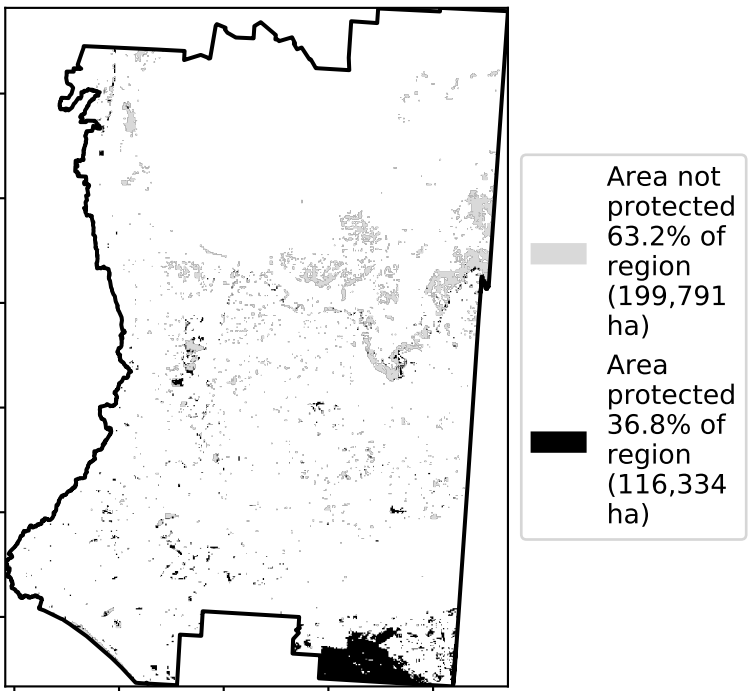 Area not
protected
63.2% of
region
(199,791
ha)
Area
protected
36.8% of
region
(116,334
ha)